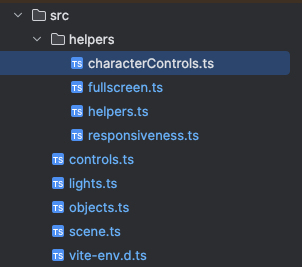 src
helpers
TS characterControls.ts
TS fullscreen.ts
TS helpers.ts
TS responsiveness.ts
TS controls.ts
TS lights.ts
TS objects.ts
TS scene.ts
TS vite-env.d.ts